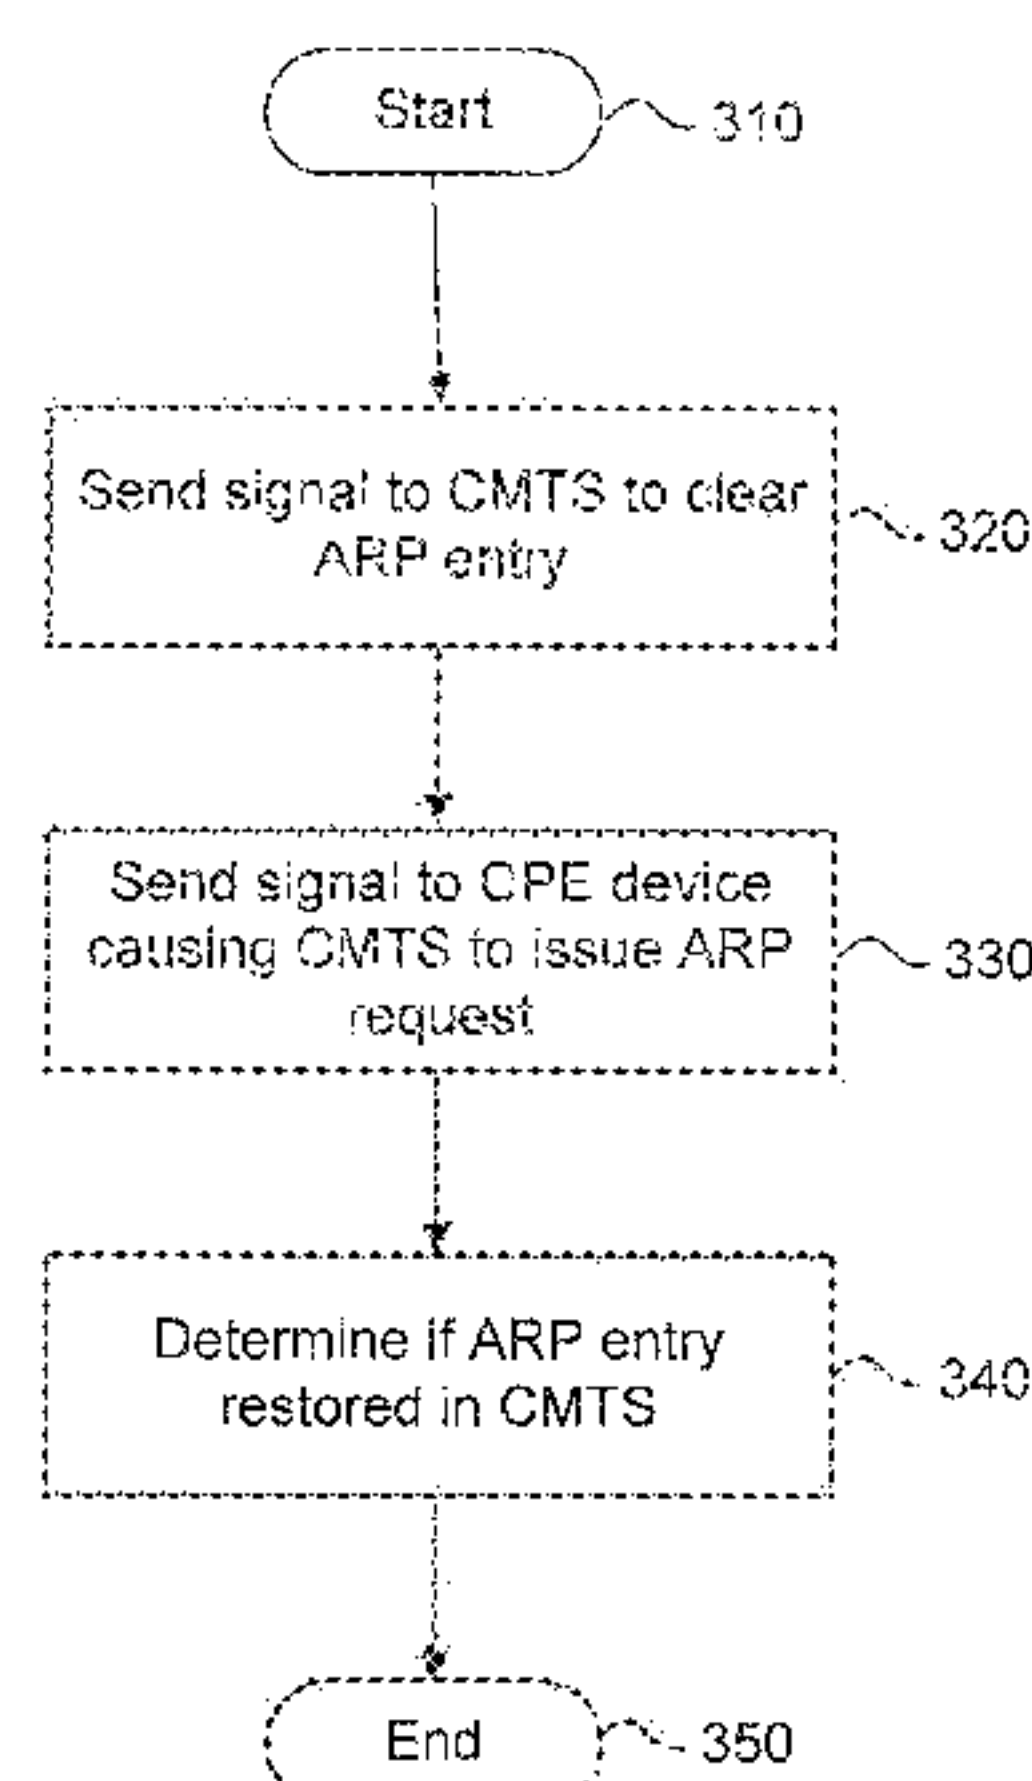 Start
310
Send signal to CMTS to clear
ARP entry
320
Send signal to CPE device
causing CMTS to issue ARP
request
330
Determine if ARP entry
restored in CMTS
340
End
350